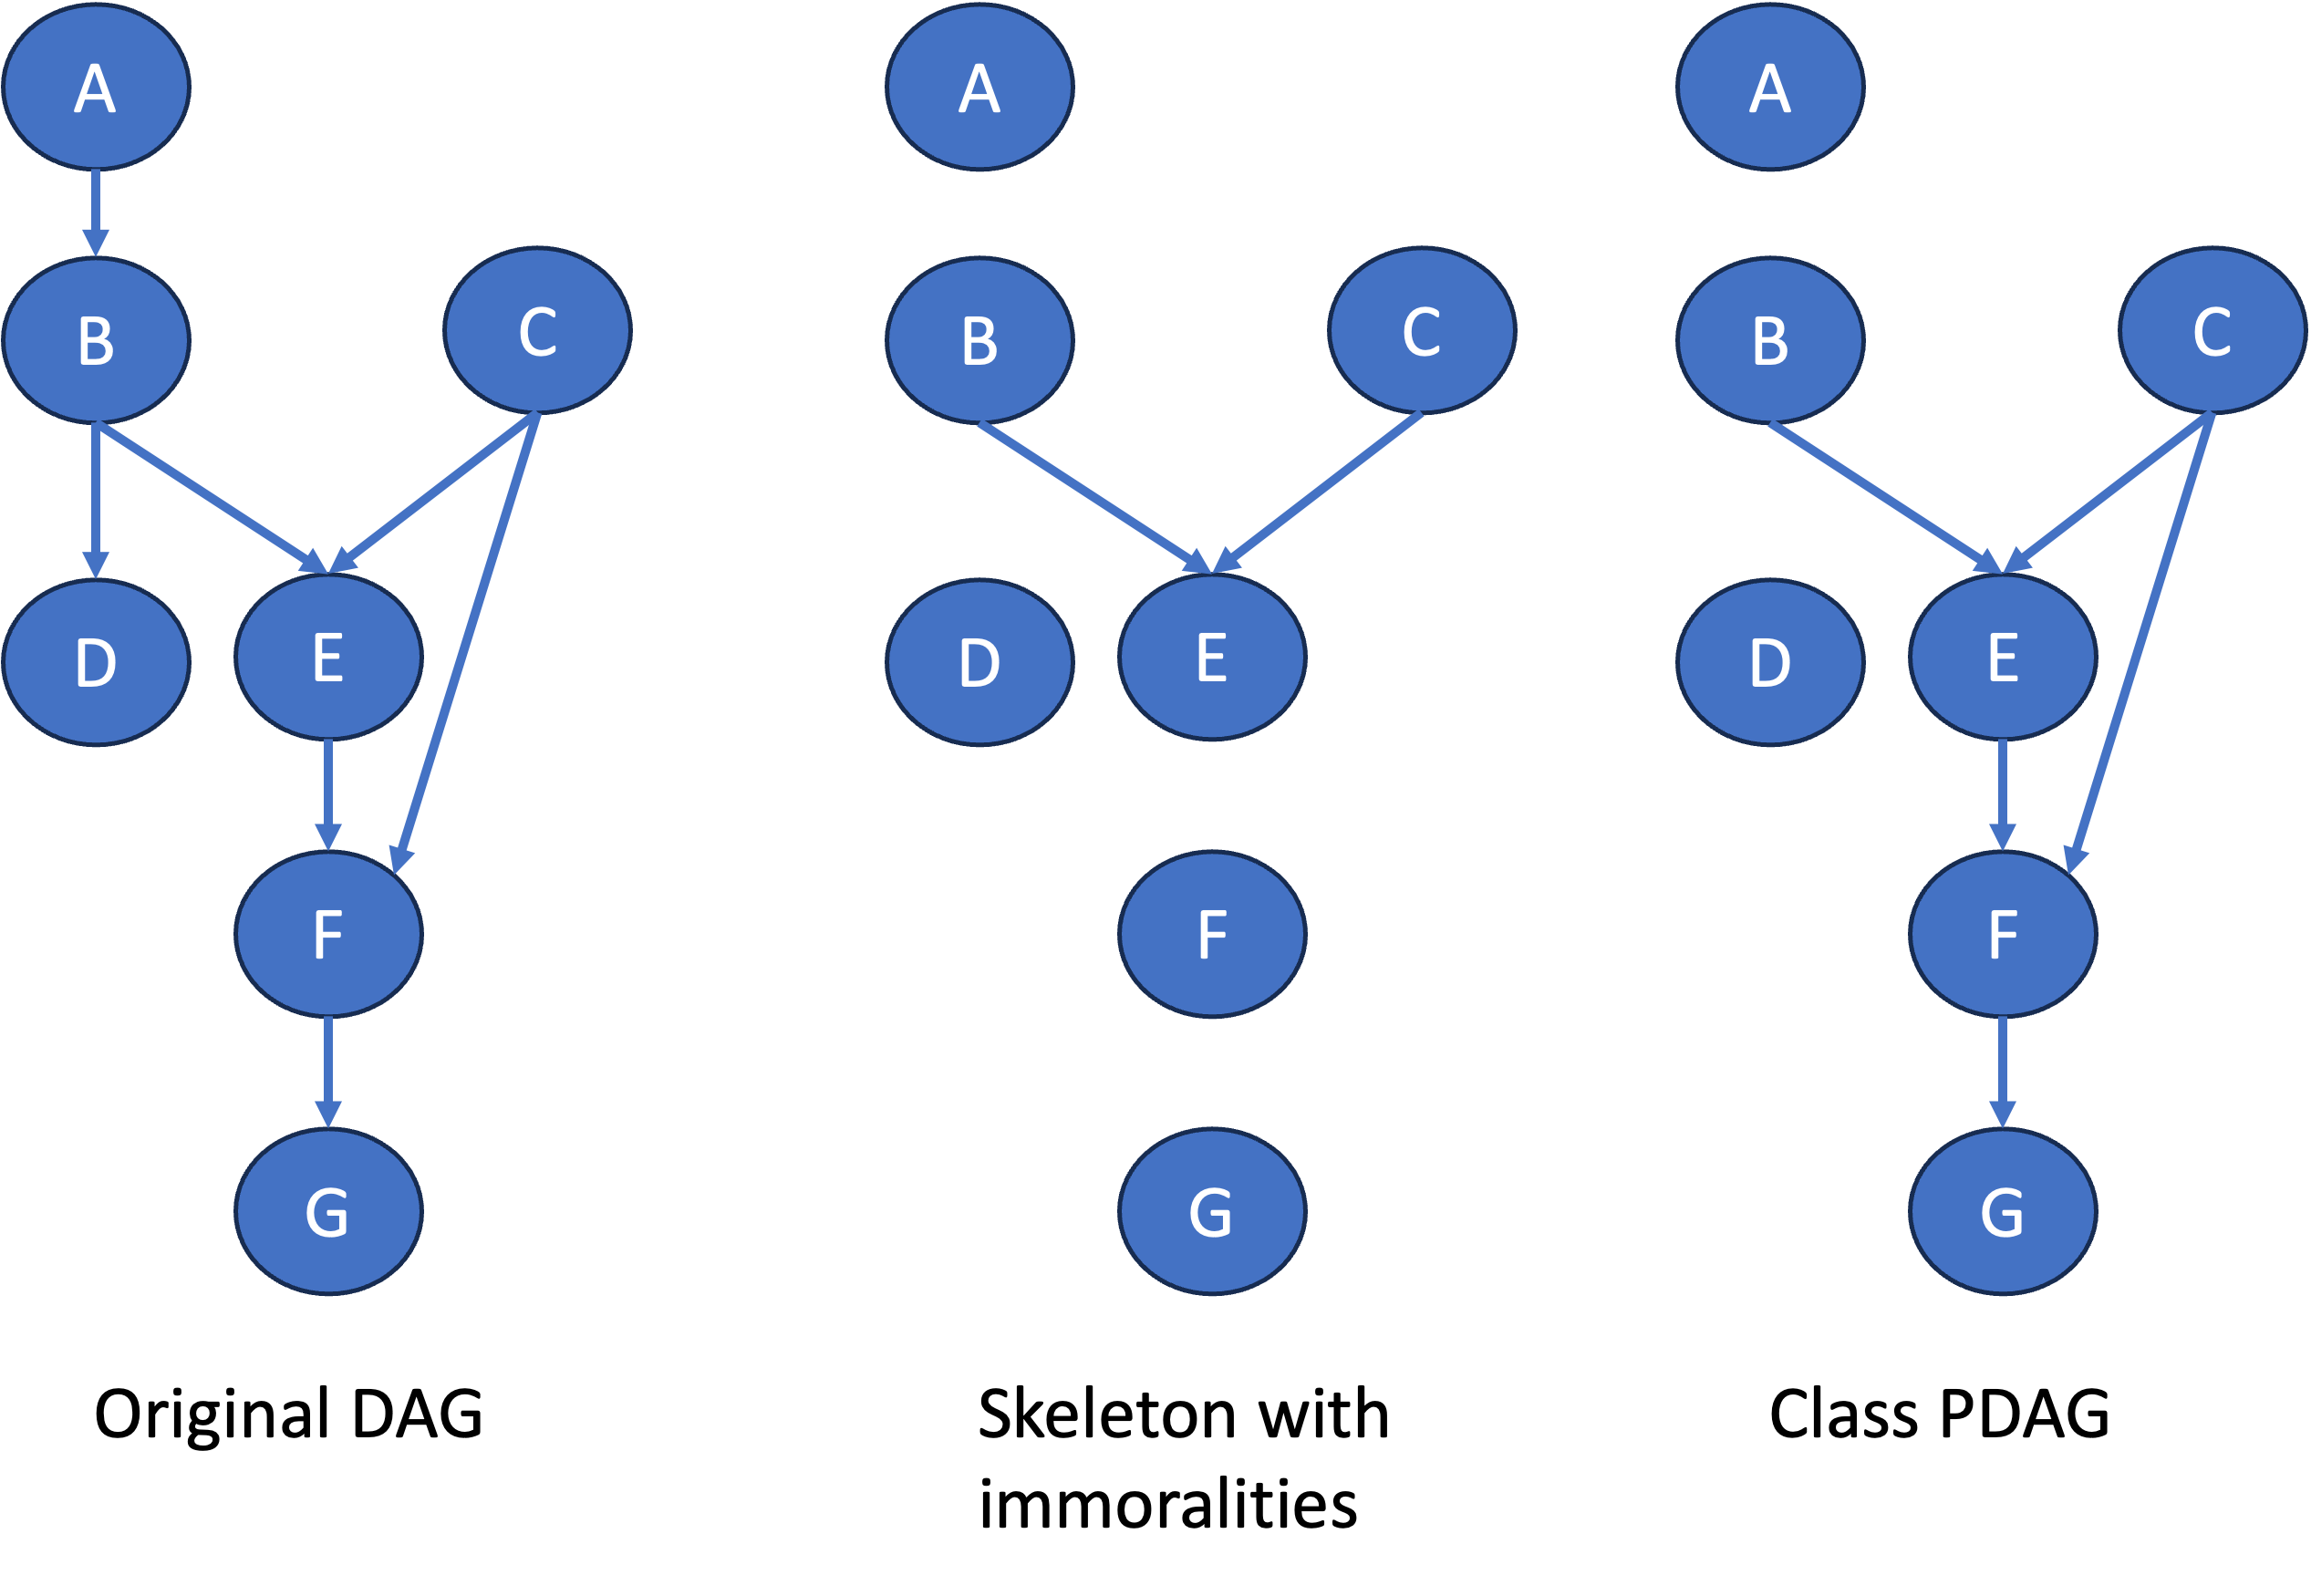 A
B
C
D
E
F
G
Original DAG
A
B
C
D
E
F
G
Skeleton with
immoralities
A
B
C
D
E
F
G
Class PDAG